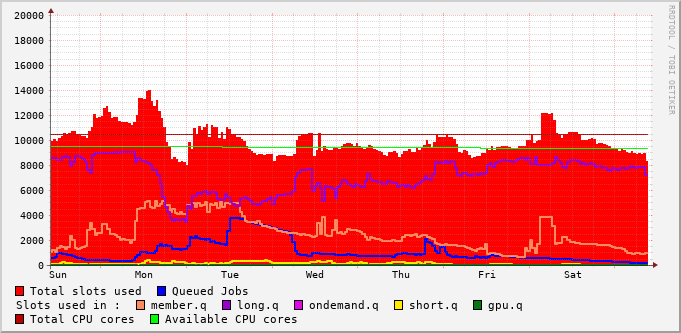 20000
18000
16000
14000
12000
10000
8000
6000
4000
2000
0
Sun Mon Tue Wed Thu Fri Sat
RRDTOOL / TOBI OETIKER
Total slots used Queued Jobs
Slots used in : member.q long.q ondemand.q short.q gpu.q
Total CPU cores Available CPU cores